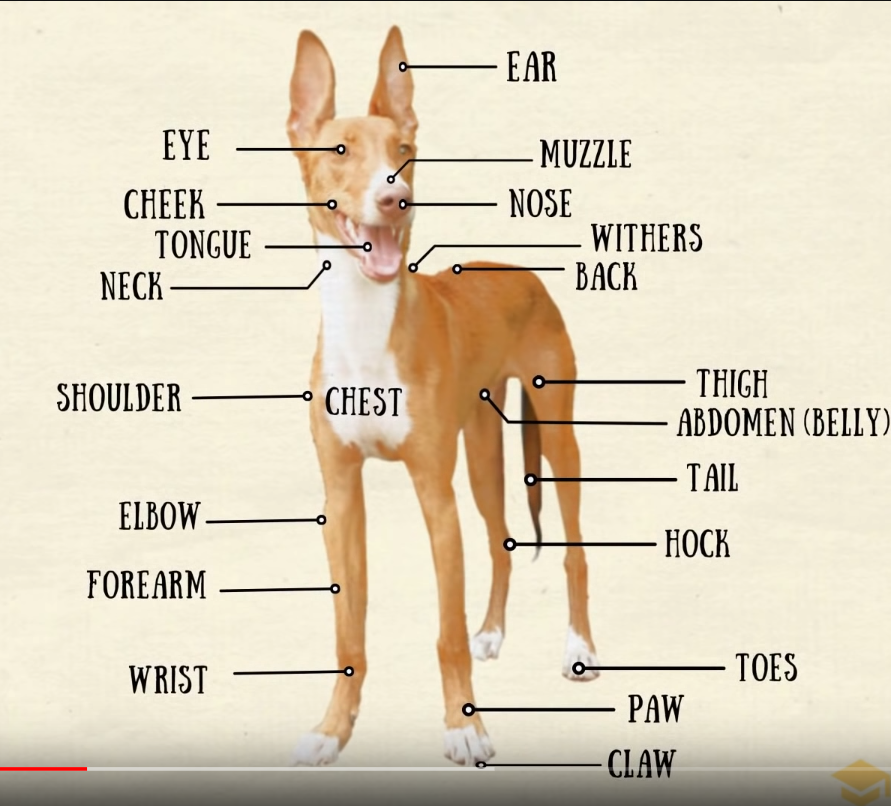 EAR
EYE
MUZZLE
CHEEK
NOSE
TONGUE
WITHERS
NECK
BACK
SHOULDER
CHEST
THIGH
ABDOMEN (BELLY)
TAIL
ELBOW
HOCK
FOREARM
WRIST
TOES
PAW
CLAW